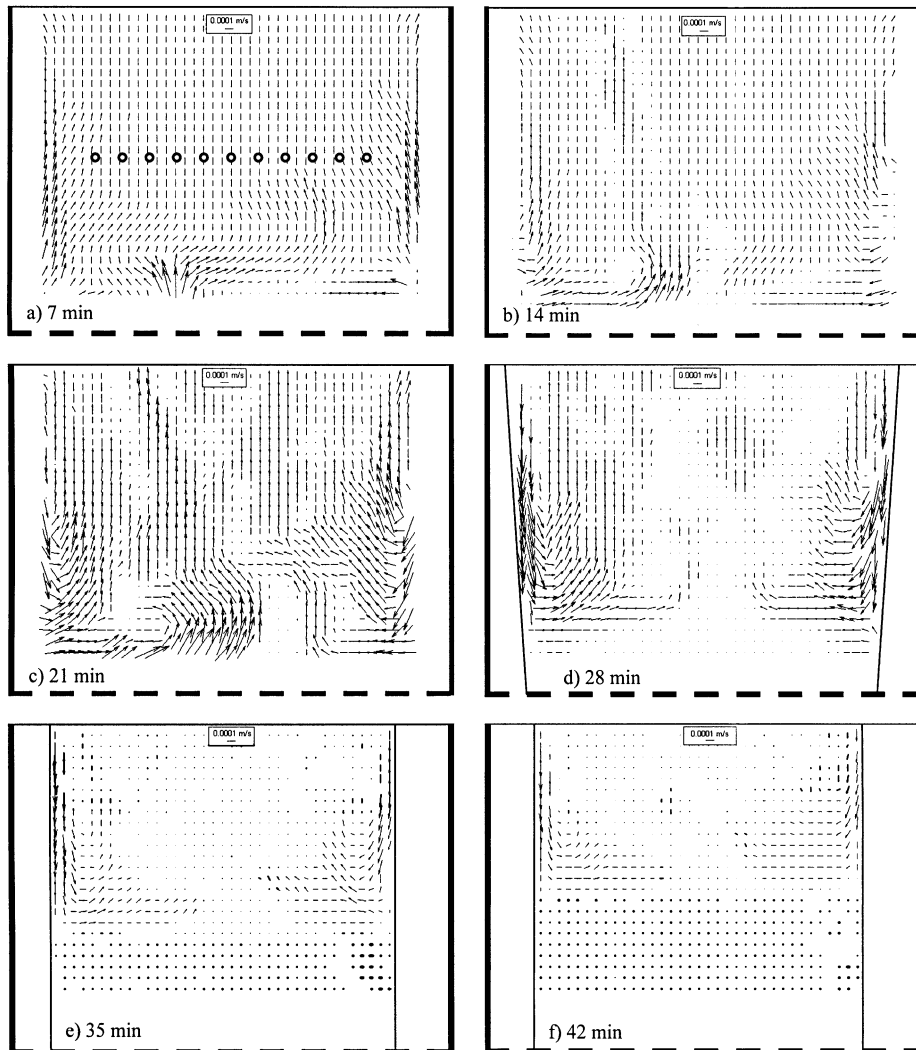 0.0001 m/s
0.0001 m/s
a) 7 min
b) 14 min
0.0001 m/s
0.0001 m/s
c) 21 min
d) 28 min
0.0001 m/s
0.0001 m/s
e) 35 min
f) 42 min